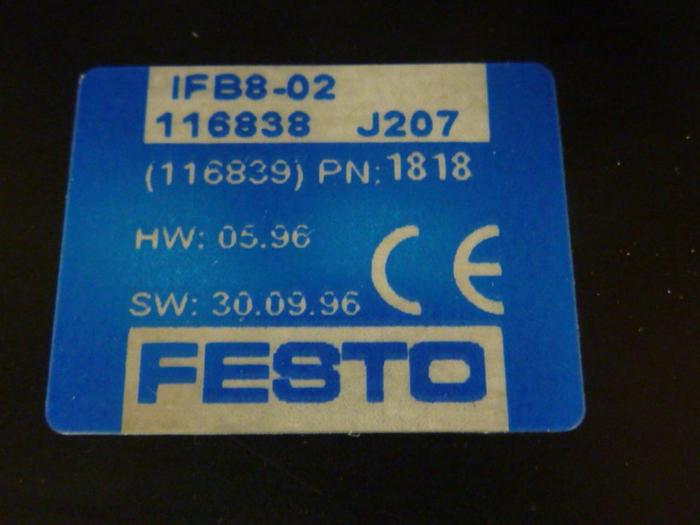 IFB8-02
116838 J207
(116839) PN: 1818
HW: 05.96
CE
SW: 30.09.96
FESTO